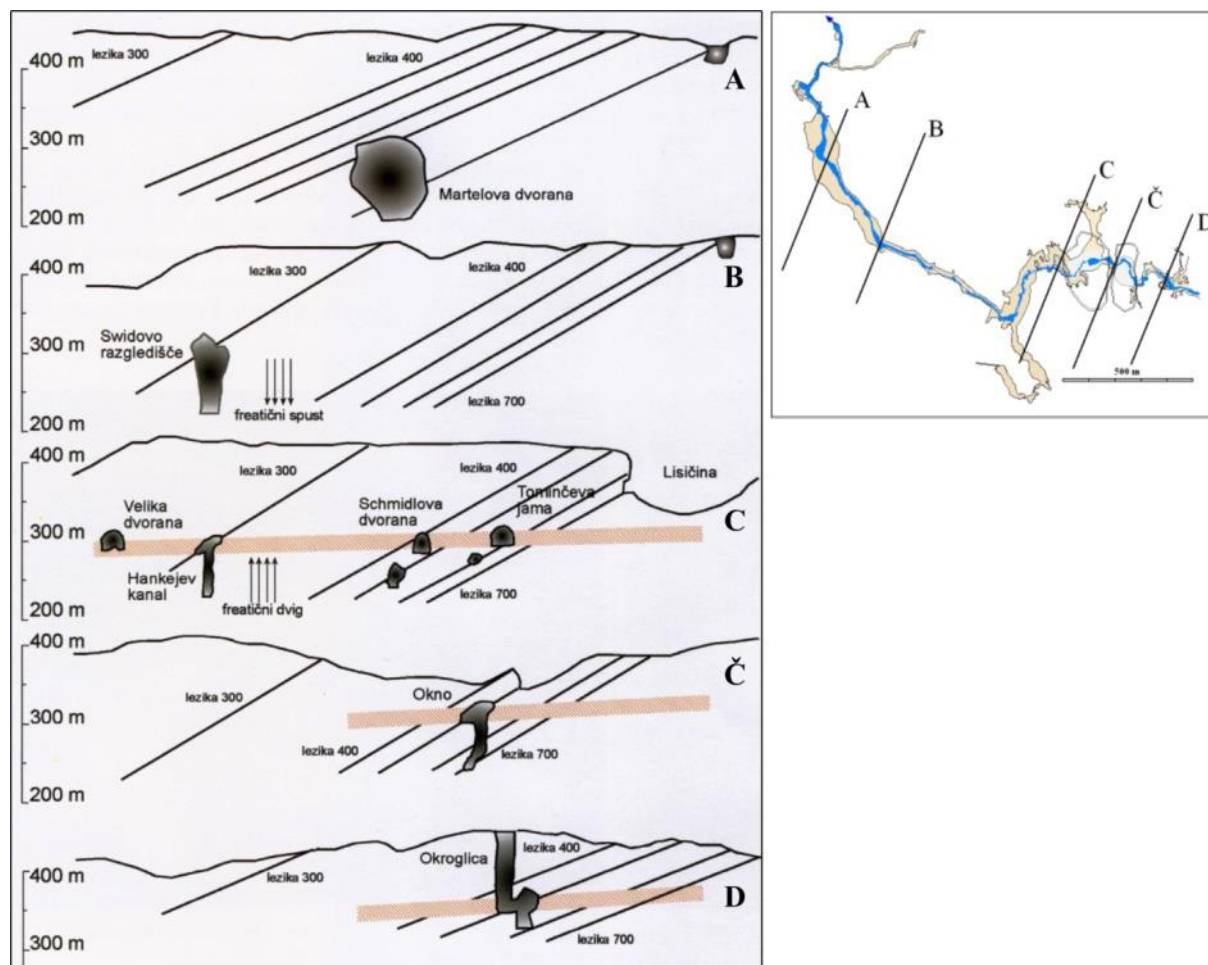 400 m
300 m
200 m
lezika 300
lezika 400
A
Martelova dvorana
400 m
300 m
200 m
lezika 300
lezika 400
B
Swidovo
razgledišče
freatični spust
lezika 700
400 m
300 m
200 m
lezika 300
lezika 400
Lisičina
Velika
dvorana
Schmidlova
dvorana
Tominčeva
jama
C
Hankejev
kanal
freatični dvig
lezika 700
400 m
300 m
200 m
Č
lezika 300
Okno
lezika 400
lezika 700
400 m
300 m
Okroglica
lezika 400
lezika 300
D
lezika 700
A
B
C
Č
D
500 m